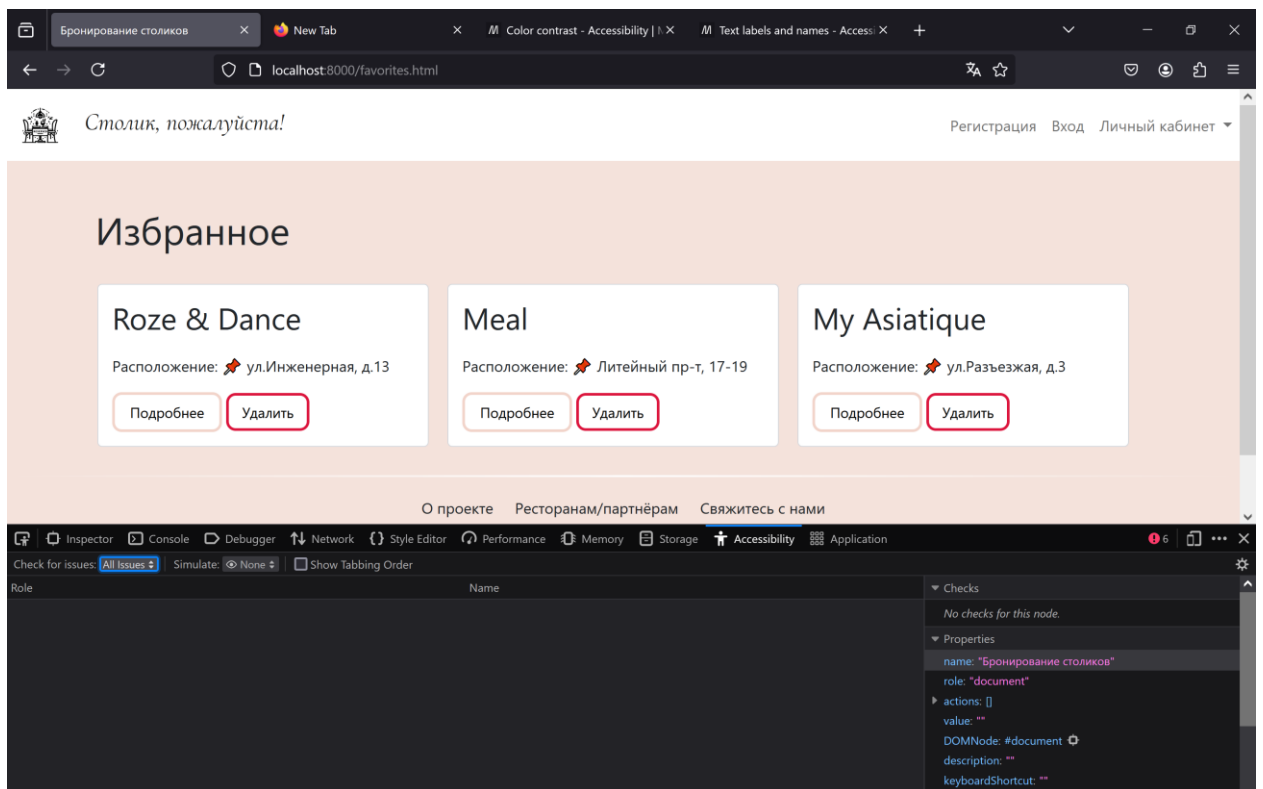 Бронирование столиков New Tab Color contrast - Accessibility | Text labels and names - Accessi
localhost:8000/favorites.html
Столик, пожалуйста! Регистрация Вход Личный кабинет
Избранное
Roze & Dance Meal My Asiatique
Расположение: 📌 ул.Инженерная, д.13 Расположение: 📌 Литейный пр-т, 17-19 Расположение: 📌 ул.Разъезжая, д.3
Подробнее Удалить Подробнее Удалить Подробнее Удалить
О проекте Ресторанам/партнёрам Свяжитесь с нами
Inspector Console Debugger Network Style Editor Performance Memory Storage Accessibility Application 6
Check for issues: All Issues Simulate: None Show Tabbing Order
Role Name Checks
No checks for this node.
Properties
name: "Бронирование столиков"
role: "document"
actions: []
value: ""
DOMNode: #document
description: ""
keyboardShortcut: ""